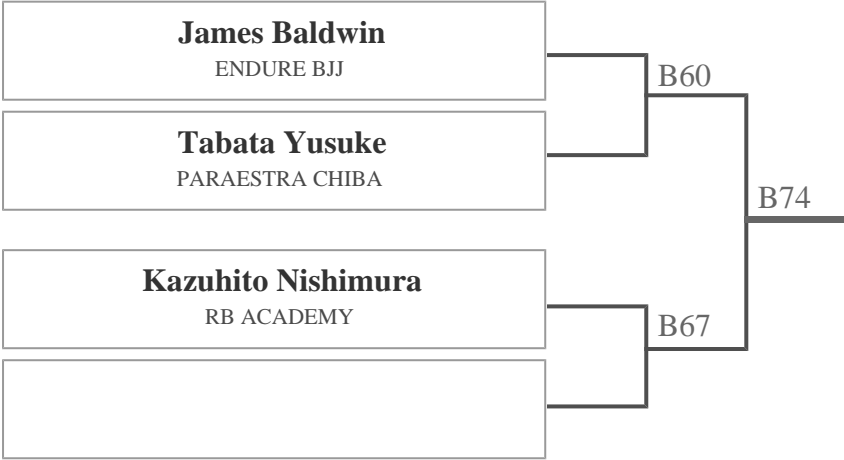 James Baldwin
ENDURE BJJ
B60
Tabata Yusuke
PARAESTRA CHIBA
B74
Kazuhito Nishimura
RB ACADEMY
B67